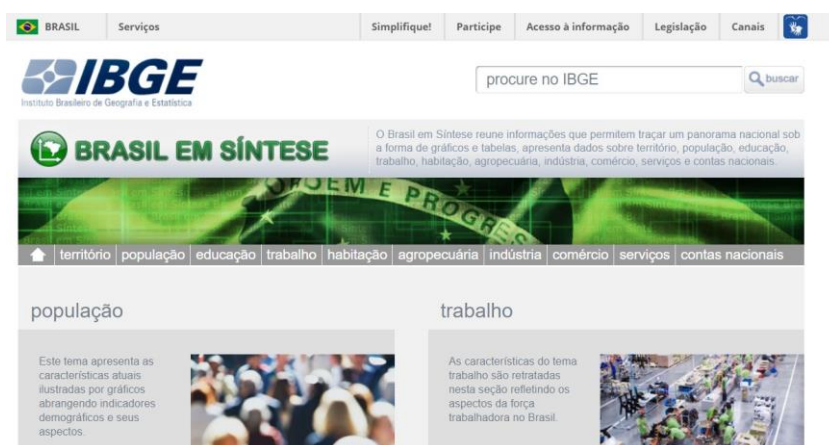 BRASIL Serviços Simplifique! Participe Acesso à informação Legislação Canais
IBGE
Instituto Brasileiro de Geografia e Estatística
procure no IBGE buscar
BRASIL EM SÍNTESE
O Brasil em Síntese reune informações que permitem traçar um panorama nacional sob
a forma de gráficos e tabelas, apresenta dados sobre território, população, educação,
trabalho, habitação, agropecuária, indústria, comércio, serviços e contas nacionais.
ORDEM E PROGRES
território população educação trabalho habitação agropecuária indústria comércio serviços contas nacionais
população
Este tema apresenta as
características atuais
ilustradas por gráficos
abrangendo indicadores
demográficos e seus
aspectos.
trabalho
As características do tema
trabalho são retratadas
nesta seção refletindo os
aspectos da força
trabalhadora no Brasil.